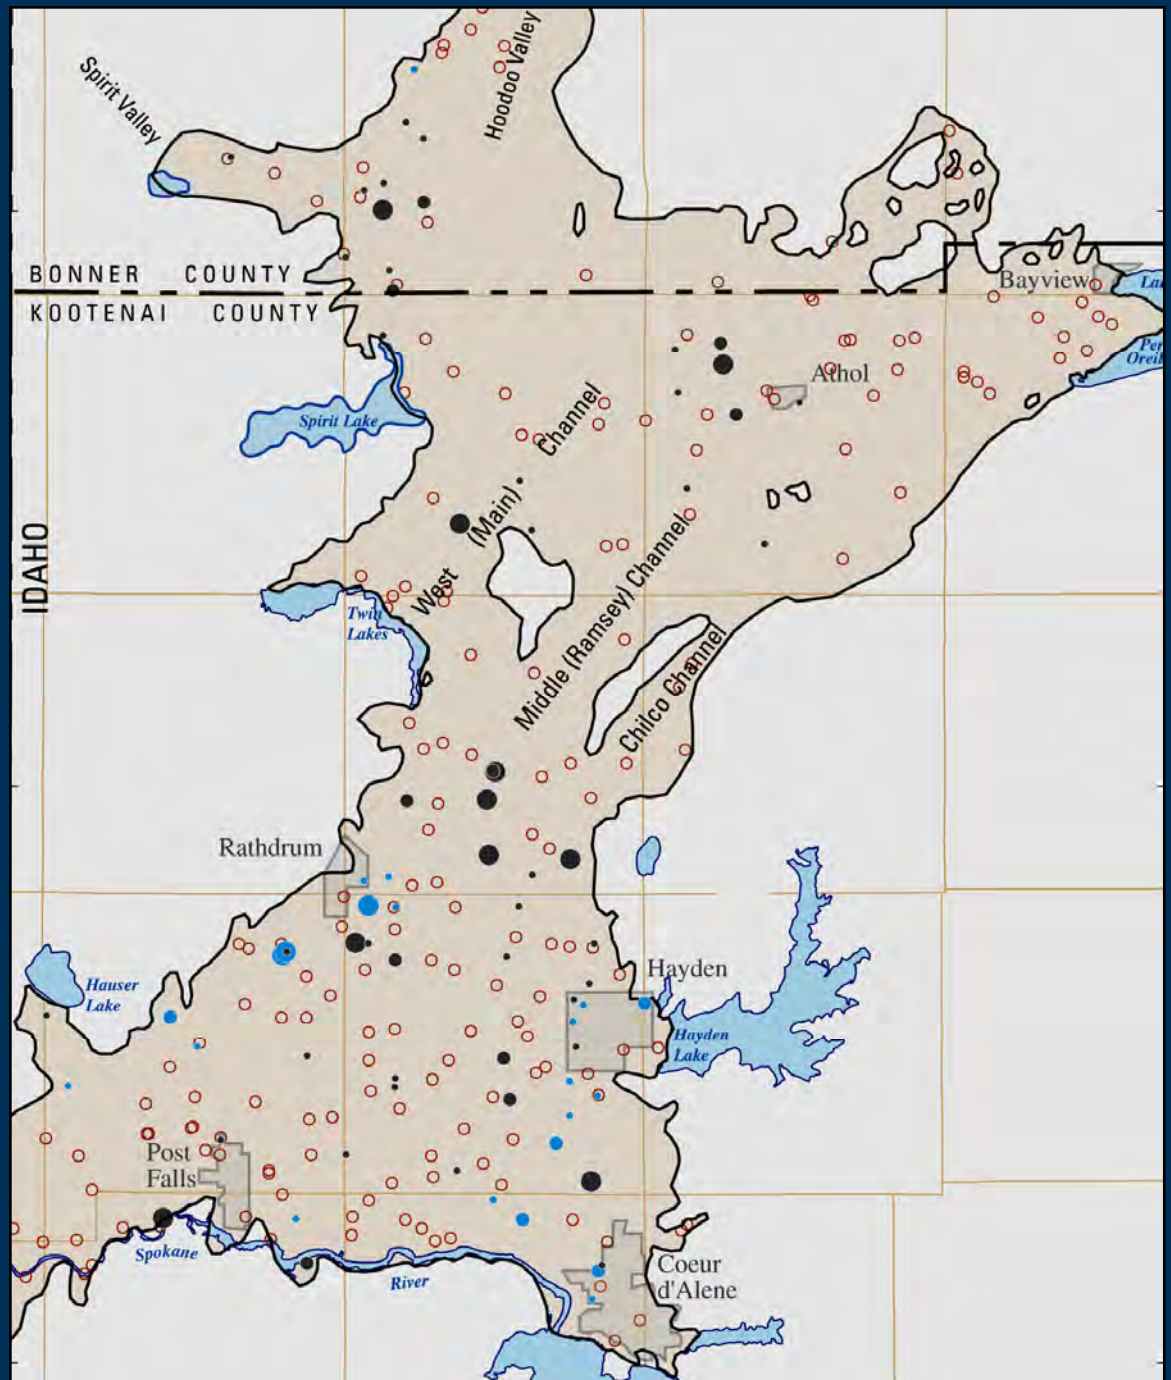 Spirit Valley
Hoodoo Valley
BONNER COUNTY
KOOTENAI COUNTY
Bayview
Athol
Spirit Lake
IDAHO
West (Main) Channel
Middle (Ramsey) Channel
Chilco Channel
Twin
Lakes
Rathdrum
Hauser
Lake
Hayden
Hayden
Lake
Post
Falls
Spokane
River
Coeur
d'Alene